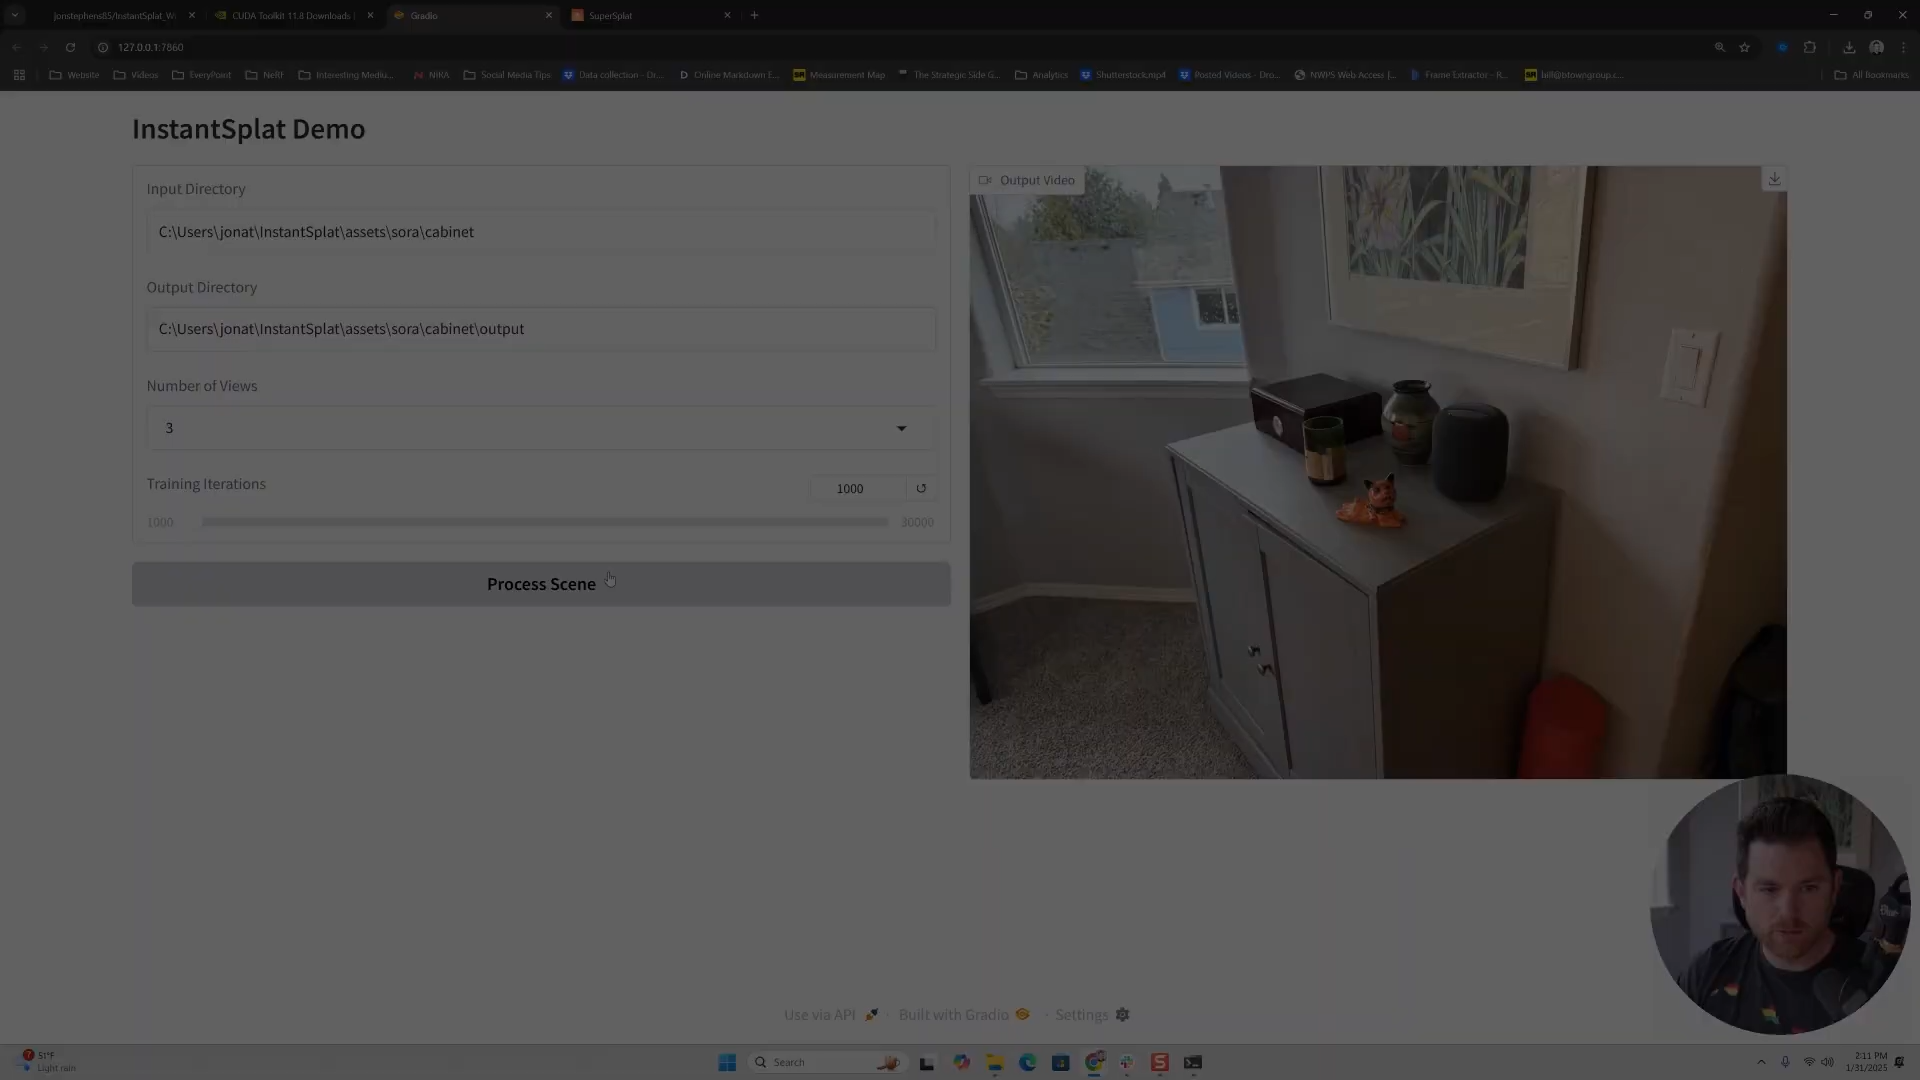 jonstephens85/InstantSplat_W
CUDA Toolkit 11.8 Downloads
Gradio
SuperSplat
127.0.0.1:7860
Website
Videos
EveryPoint
NeRF
Interesting Mediu...
NIKA
Social Media Tips
Data collection - Dr...
Online Markdown E...
Measurement Map
The Strategic Side G...
Analytics
Shutterstock.mp4
Posted Videos - Dro...
NWPS Web Access |...
Frame Extractor - R...
bill@btowngroup.c...
All Bookmarks
InstantSplat Demo
Input Directory
C:\Users\jonat\InstantSplat\assets\sora\cabinet
Output Directory
C:\Users\jonat\InstantSplat\assets\sora\cabinet\output
Number of Views
3
Training Iterations
1000
1000
30000
Process Scene
Output Video
Use via API
Built with Gradio
Settings
51°F
Light rain
Search
2:11 PM
1/31/2025